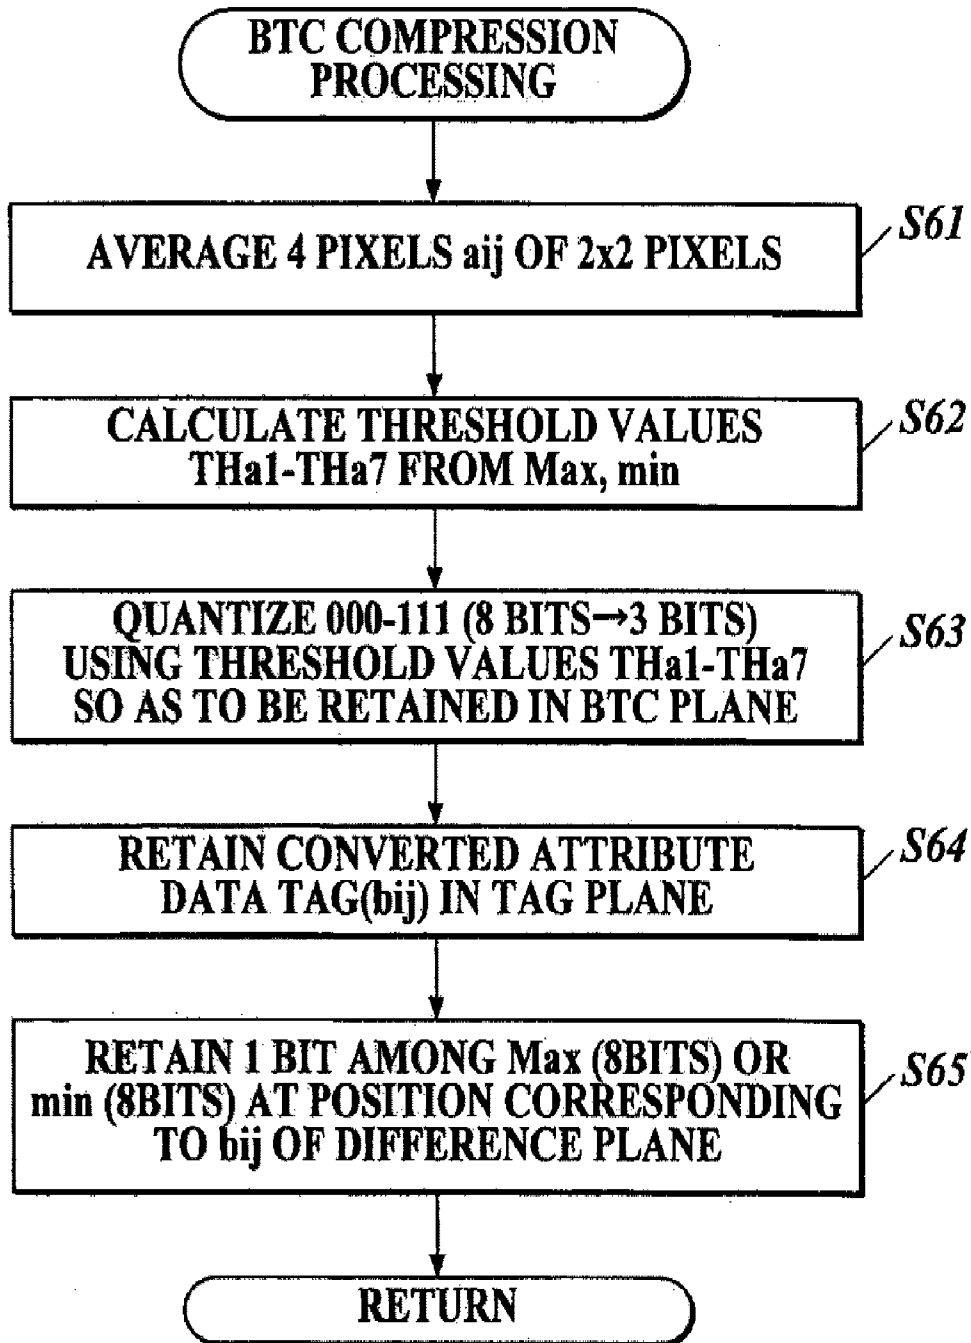 BTC COMPRESSION
PROCESSING
AVERAGE 4 PIXELS aij OF 2x2 PIXELS
S61
CALCULATE THRESHOLD VALUES
THa1-THa7 FROM Max, min
S62
QUANTIZE 000-111 (8 BITS→3 BITS)
USING THRESHOLD VALUES THa1-THa7
SO AS TO BE RETAINED IN BTC PLANE
S63
RETAIN CONVERTED ATTRIBUTE
DATA TAG(bij) IN TAG PLANE
S64
RETAIN 1 BIT AMONG Max (8BITS) OR
min (8BITS) AT POSITION CORRESPONDING
TO bij OF DIFFERENCE PLANE
S65
RETURN